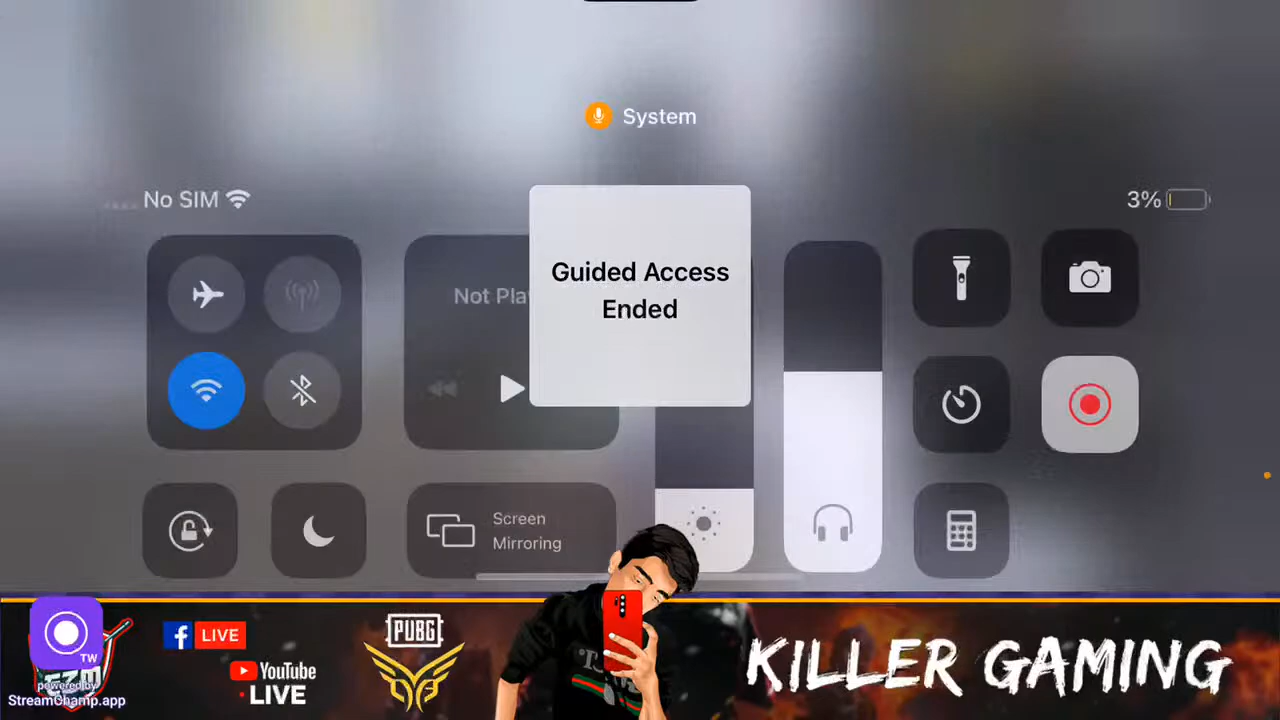 System
No SIM
3%
Guided Access
Ended
Not Pla
Screen
Mirroring
TW
powered by
StreamChamp.app
LIVE
YouTube
LIVE
PUBG
KILLER GAMING